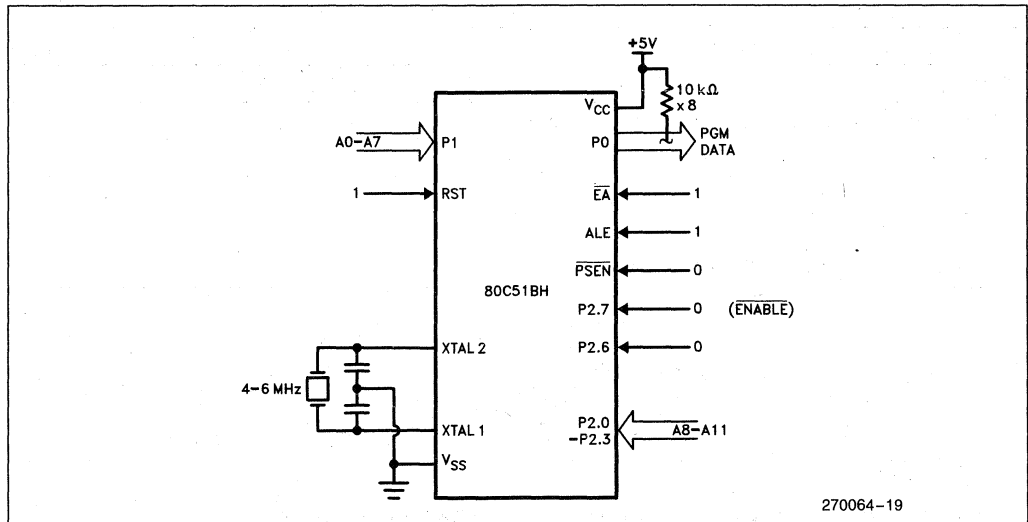 +5V
10 kΩ
x 8
VCC
A0–A7
P1
P0
PGM
DATA
1
RST
EA
1
ALE
1
PSEN
0
80C51BH
P2.7
0
(ENABLE)
XTAL 2
P2.6
0
4–6 MHz
P2.0
–P2.3
A8–A11
XTAL 1
VSS
270064–19